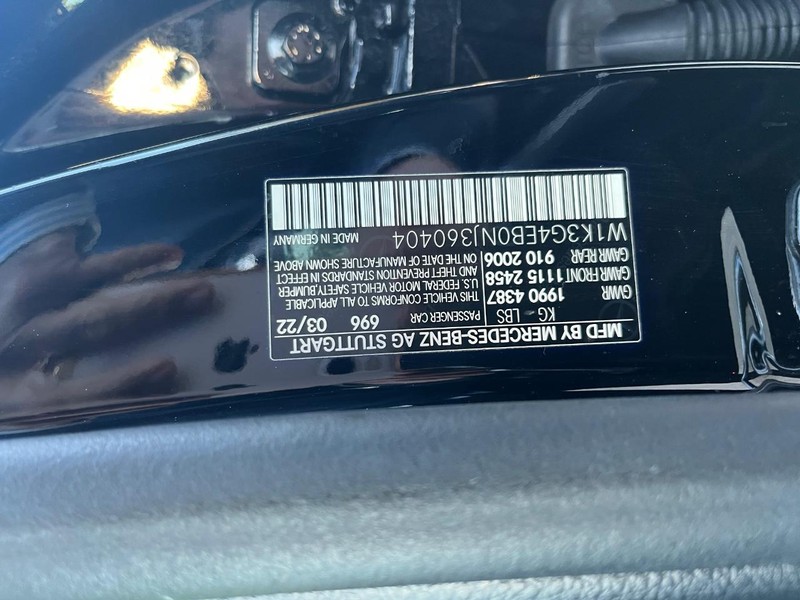 MFD BY MERCEDES-BENZ AG STUTTGART
KG LBS PASSENGER CAR 696 03/22
GWR 1990 4387
GAWR FRONT 1115 2458
GAWR REAR 910 2006
THIS VEHICLE CONFORMS TO ALL APPLICABLE
U.S. FEDERAL MOTOR VEHICLE SAFETY,BUMPER
AND THEFT PREVENTION STANDARDS IN EFFECT
ON THE DATE OF MANUFACTURE SHOWN ABOVE
W1K3G4EB0NJ360404 MADE IN GERMANY